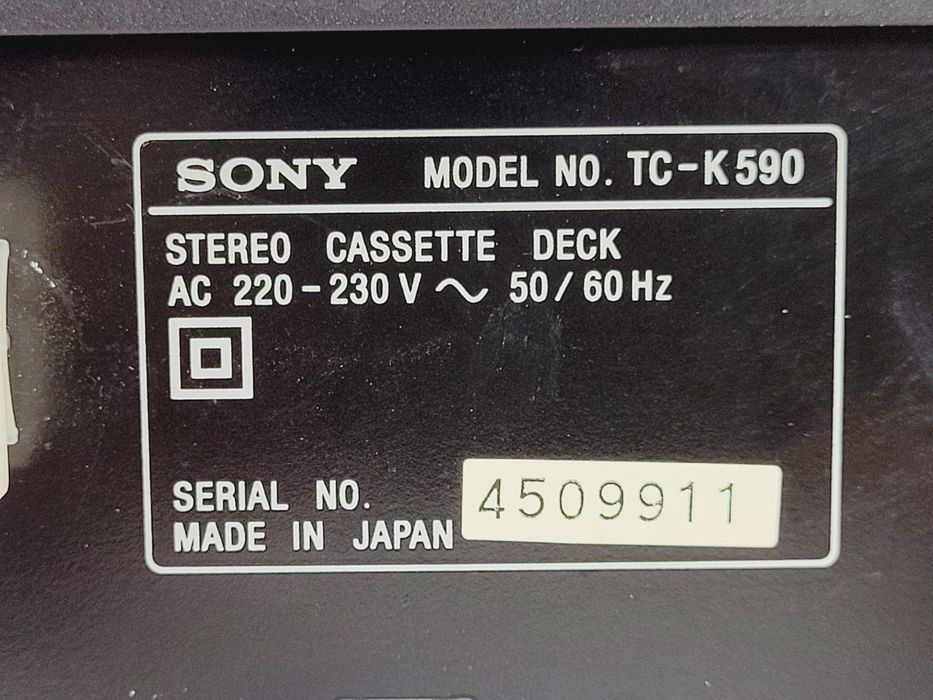 SONY MODEL NO. TC-K590
STEREO CASSETTE DECK
AC 220-230 V ~ 50/60 Hz
SERIAL NO. 4509911
MADE IN JAPAN